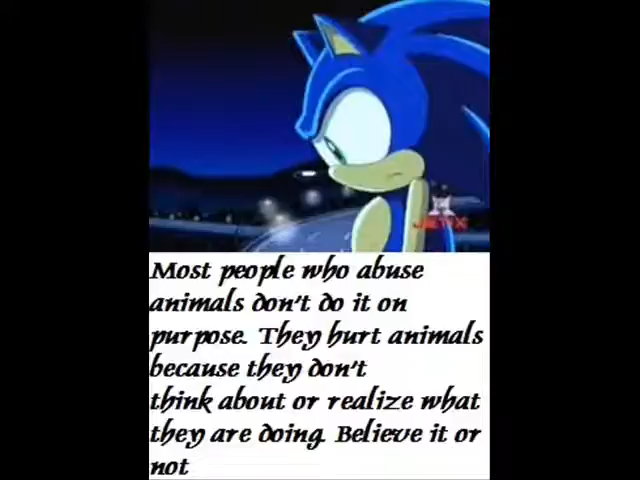 JETIX
Most people who abuse
animals don't do it on
purpose. They hurt animals
because they don't
think about or realize what
they are doing. Believe it or
not